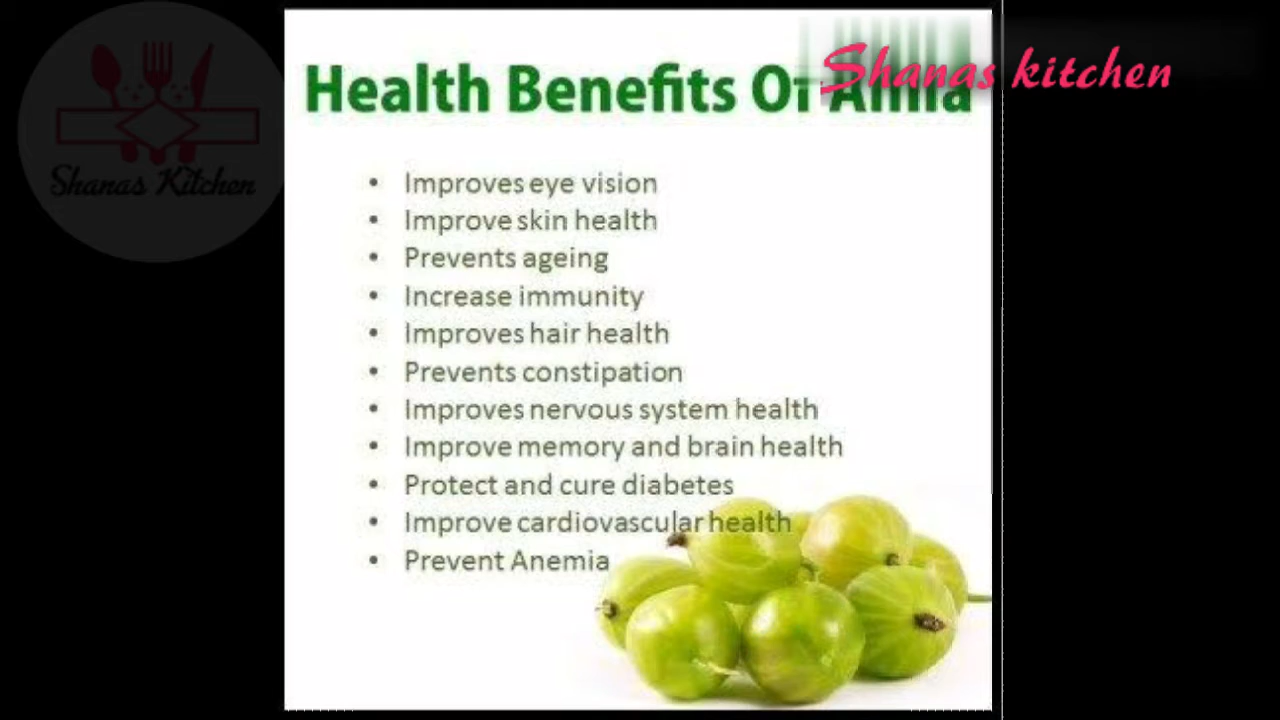 Shanas kitchen
Health Benefits Of Amla
Shanas Kitchen
• Improves eye vision
• Improve skin health
• Prevents ageing
• Increase immunity
• Improves hair health
• Prevents constipation
• Improves nervous system health
• Improve memory and brain health
• Protect and cure diabetes
• Improve cardiovascular health
• Prevent Anemia